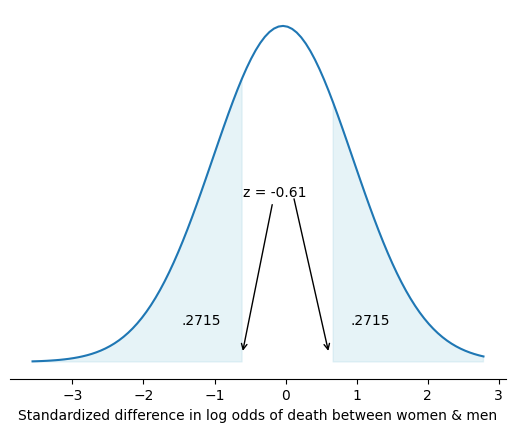 z = -0.61
.2715 .2715
−3 −2 −1 0 1 2 3
Standardized difference in log odds of death between women & men